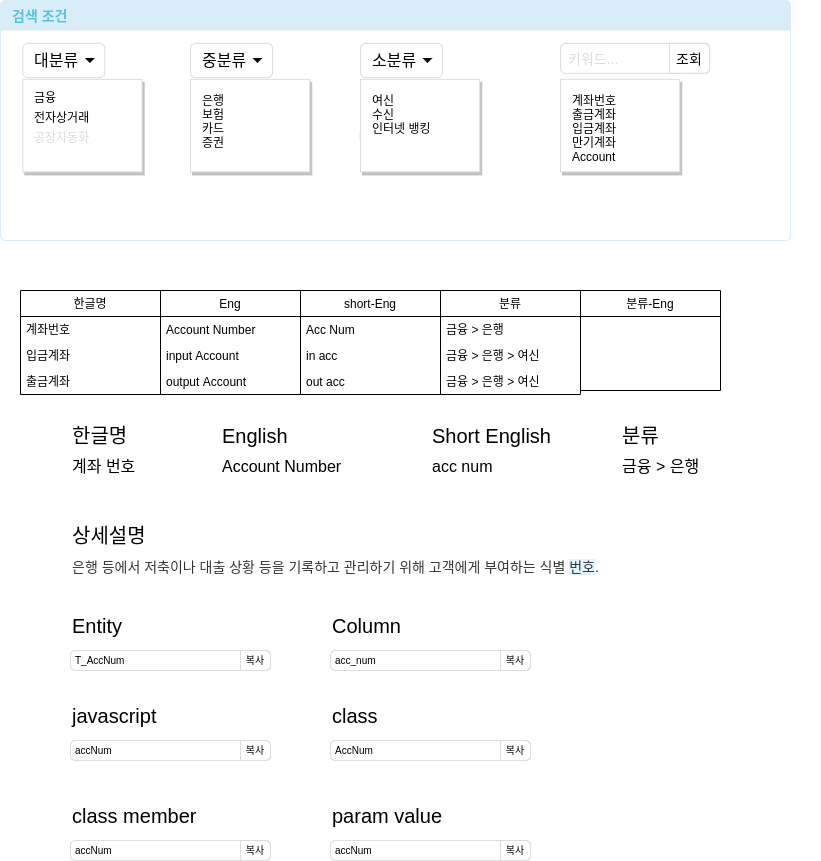 검색 조건
대분류 중분류 소분류 키워드... 조회
금융
전자상거래
공장자동화
은행
보험
카드
증권
여신
수신
인터넷 뱅킹
계좌번호
출금계좌
입금계좌
만기계좌
Account
한글명 Eng short-Eng 분류 분류-Eng
계좌번호 Account Number Acc Num 금융 > 은행
입금계좌 input Account in acc 금융 > 은행 > 여신
출금계좌 output Account out acc 금융 > 은행 > 여신
한글명 English Short English 분류
계좌 번호 Account Number acc num 금융 > 은행
상세설명
은행 등에서 저축이나 대출 상황 등을 기록하고 관리하기 위해 고객에게 부여하는 식별 번호.
Entity Column
T_AccNum 복사 acc_num 복사
javascript class
accNum 복사 AccNum 복사
class member param value
accNum 복사 accNum 복사